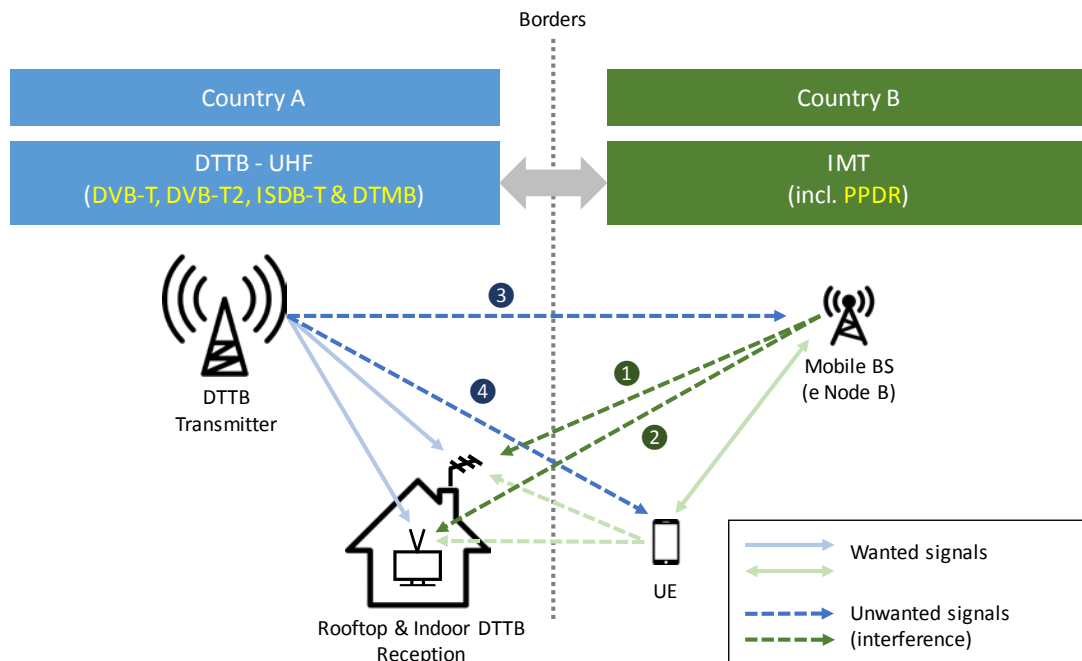 Borders
Country A
Country B
DTTB - UHF
(DVB-T, DVB-T2, ISDB-T & DTMB)
IMT
(incl. PPDR)
3
1
4
2
DTTB
Transmitter
Mobile BS
(e Node B)
UE
Rooftop & Indoor DTTB
Reception
Wanted signals
Unwanted signals
(interference)